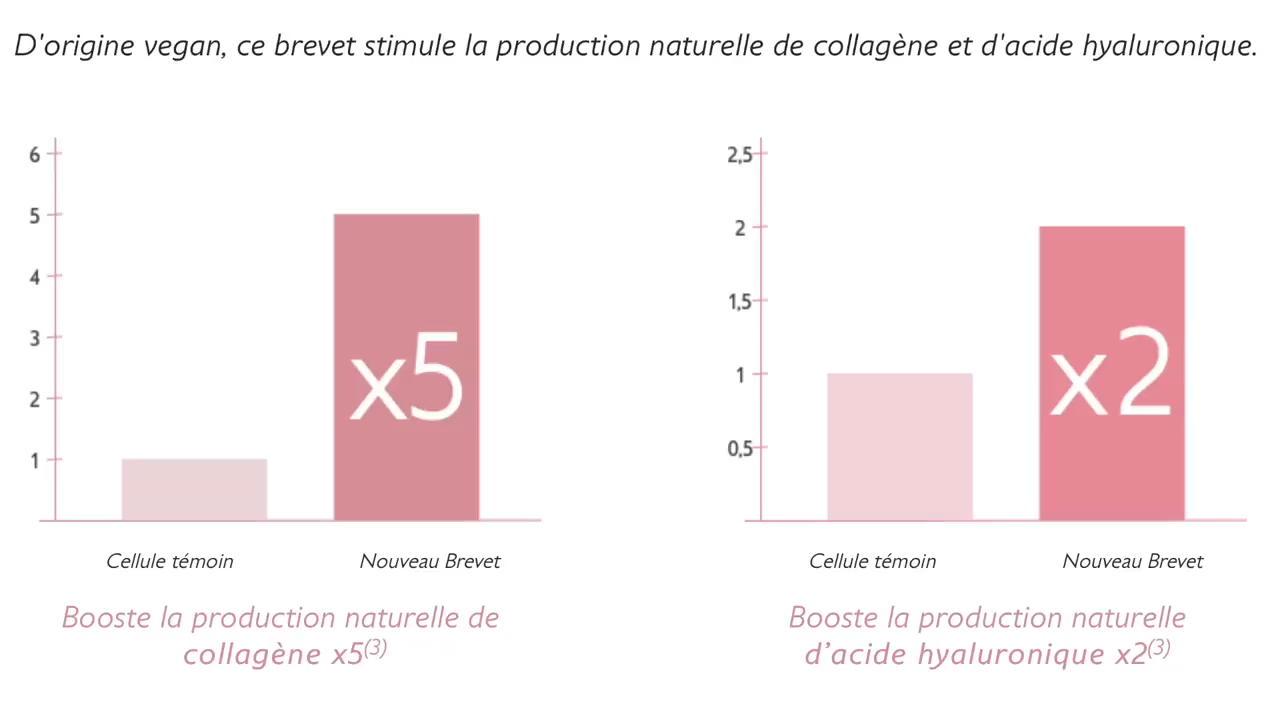 D'origine vegan, ce brevet stimule la production naturelle de collagène et d'acide hyaluronique.
6
5
4
3
2
1
x5
Cellule témoin
Nouveau Brevet
Booste la production naturelle de
collagène x5(3)
2,5
2
1,5
1
0,5
x2
Cellule témoin
Nouveau Brevet
Booste la production naturelle
d’acide hyaluronique x2(3)